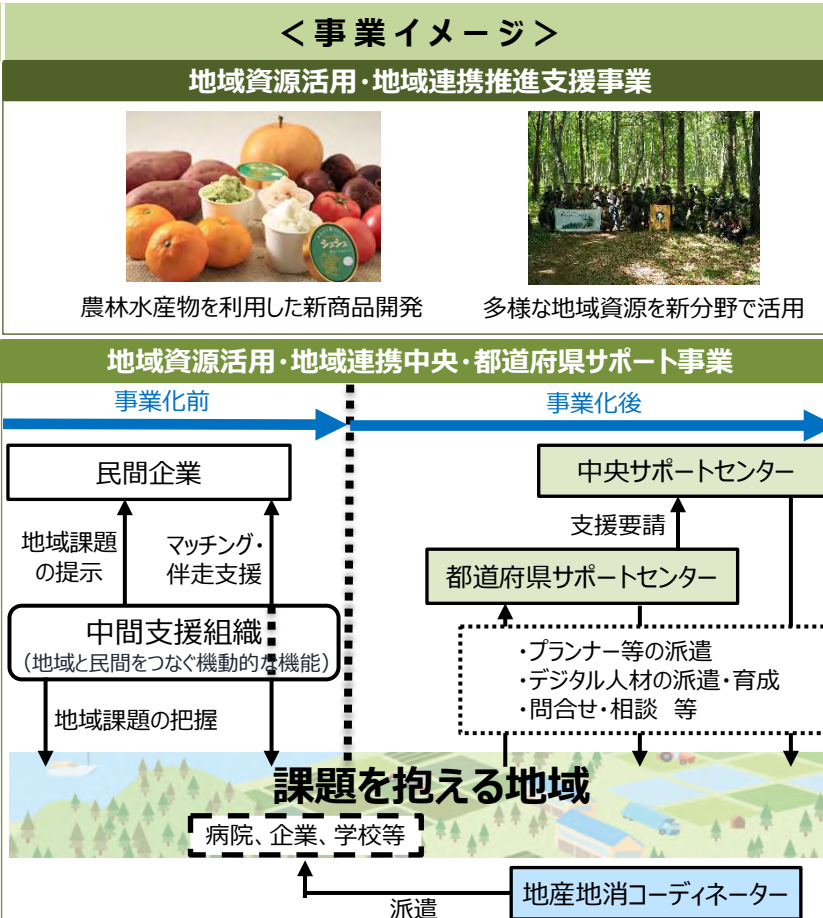 ＜事業イメージ＞
地域資源活用・地域連携推進支援事業
シュシュ
農林水産物を利用した新商品開発
多様な地域資源を新分野で活用
地域資源活用・地域連携中央・都道府県サポート事業
事業化前
事業化後
民間企業
中央サポートセンター
地域課題
の提示
マッチング・
伴走支援
支援要請
都道府県サポートセンター
中間支援組織
（地域と民間をつなぐ機動的な機能）
・プランナー等の派遣
・デジタル人材の派遣・育成
・問合せ・相談 等
地域課題の把握
課題を抱える地域
病院、企業、学校等
派遣
地産地消コーディネーター